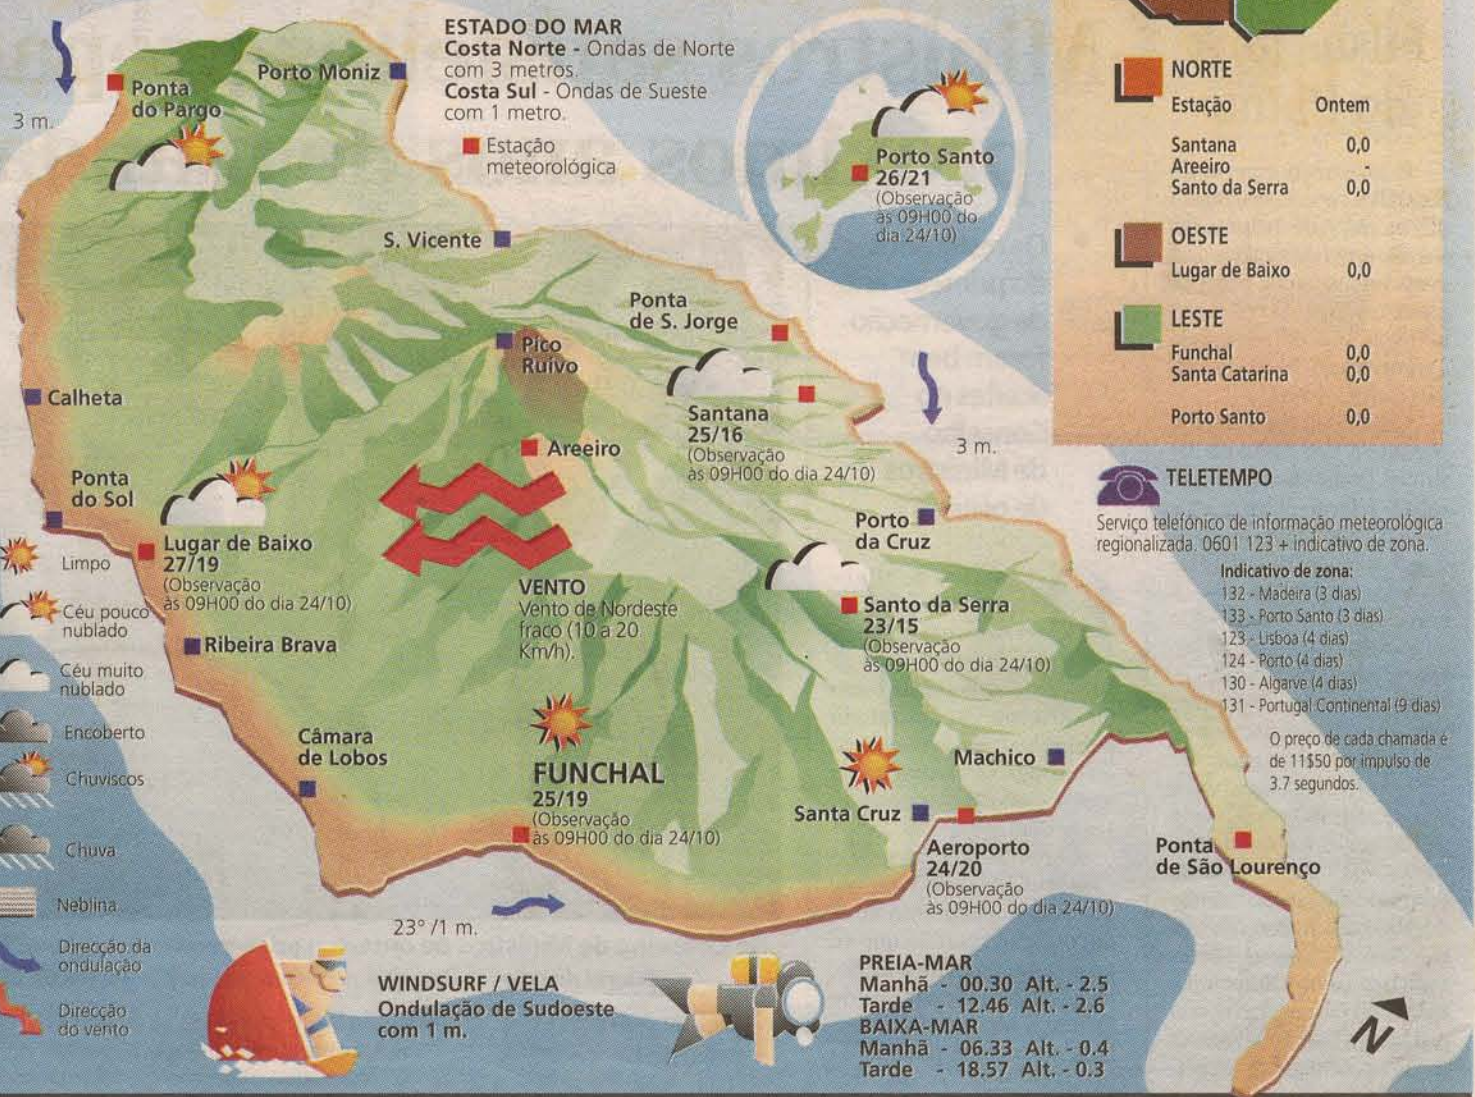 ESTADO DO MAR
Costa Norte - Ondas de Norte
com 3 metros.
Costa Sul - Ondas de Sueste
com 1 metro.
Estação
meteorológica
3 m.
Ponta
do Pargo
Porto Moniz
S. Vicente
Porto Santo
26/21
(Observação
às 09H00 do
dia 24/10)
Ponta
de S. Jorge
Pico
Ruivo
Calheta
Santana
25/16
(Observação
às 09H00 do dia 24/10)
3 m.
Areeiro
Ponta
do Sol
Lugar de Baixo
27/19
(Observação
às 09H00 do dia 24/10)
Porto
da Cruz
VENTO
Vento de Nordeste
fraco (10 a 20
Km/h).
Santo da Serra
23/15
(Observação
às 09H00 do dia 24/10)
Ribeira Brava
Câmara
de Lobos
FUNCHAL
25/19
(Observação
às 09H00 do dia 24/10)
Machico
Santa Cruz
Aeroporto
24/20
(Observação
às 09H00 do dia 24/10)
Ponta
de São Lourenço
23° /1 m.
Limpo
Céu pouco
nublado
Céu muito
nublado
Encoberto
Chuviscos
Chuva
Neblina
Direcção da
ondulação
Direcção
do vento
WINDSURF / VELA
Ondulação de Sudoeste
com 1 m.
PREIA-MAR
Manhã - 00.30 Alt. - 2.5
Tarde - 12.46 Alt. - 2.6
BAIXA-MAR
Manhã - 06.33 Alt. - 0.4
Tarde - 18.57 Alt. - 0.3
N
NORTE
Estação Ontem
Santana 0,0
Areeiro -
Santo da Serra 0,0
OESTE
Lugar de Baixo 0,0
LESTE
Funchal 0,0
Santa Catarina 0,0
Porto Santo 0,0
TELETEMPO
Serviço telefónico de informação meteorológica
regionalizada. 0601 123 + indicativo de zona.
Indicativo de zona:
132 - Madeira (3 dias)
133 - Porto Santo (3 dias)
123 - Lisboa (4 dias)
124 - Porto (4 dias)
130 - Algarve (4 dias)
131 - Portugal Continental (9 dias)
O preço de cada chamada é
de 11$50 por impulso de
3.7 segundos.